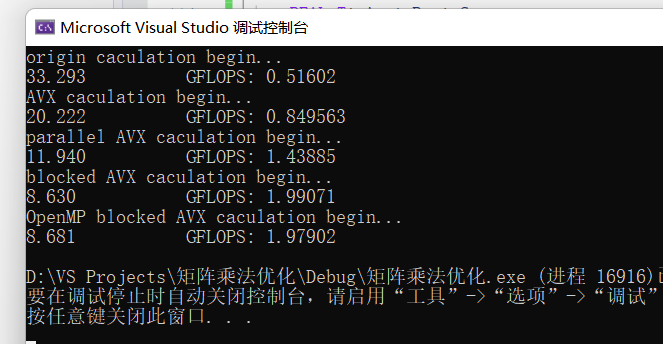 Microsoft Visual Studio 调试控制台
origin caculation begin...
33.293 GFLOPS: 0.51602
AVX caculation begin...
20.222 GFLOPS: 0.849563
parallel AVX caculation begin...
11.940 GFLOPS: 1.43885
blocked AVX caculation begin...
8.630 GFLOPS: 1.99071
OpenMP blocked AVX caculation begin...
8.681 GFLOPS: 1.97902
D:\VS Projects\矩阵乘法优化\Debug\矩阵乘法优化.exe (进程 16916)
要在调试停止时自动关闭控制台，请启用“工具”->“选项”->“调试”
按任意键关闭此窗口. . .